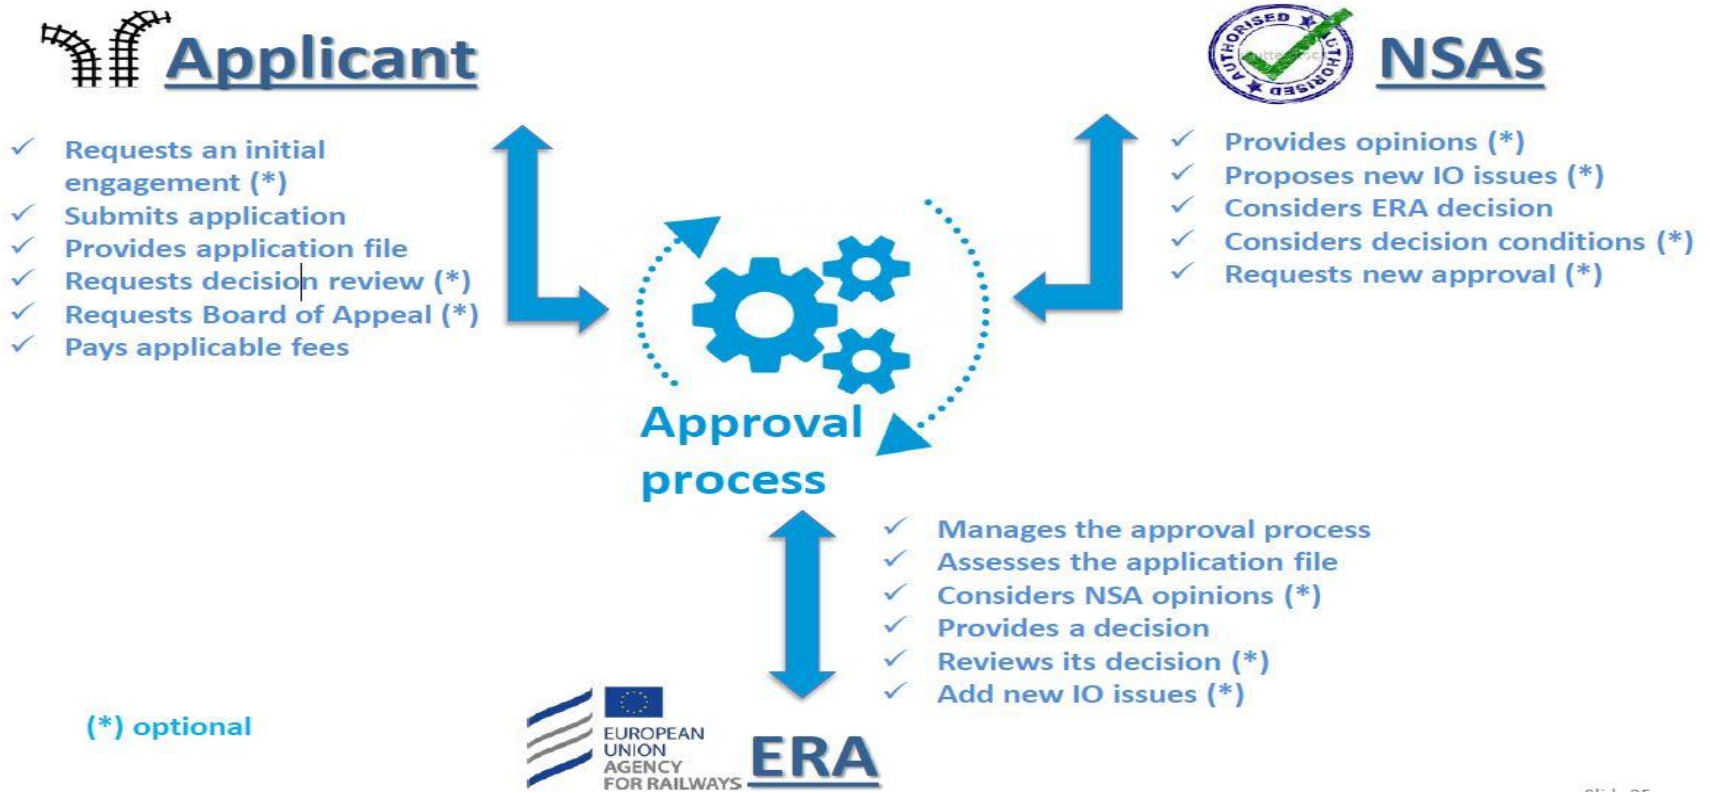 Applicant
Requests an initial
engagement (*)
Submits application
Provides application file
Requests decision review (*)
Requests Board of Appeal (*)
Pays applicable fees
AUTHORISED AUTHORISED
NSAs
Provides opinions (*)
Proposes new IO issues (*)
Considers ERA decision
Considers decision conditions (*)
Requests new approval (*)
Approval
process
Manages the approval process
Assesses the application file
Considers NSA opinions (*)
Provides a decision
Reviews its decision (*)
Add new IO issues (*)
(*) optional
EUROPEAN
UNION
AGENCY
FOR RAILWAYS
ERA